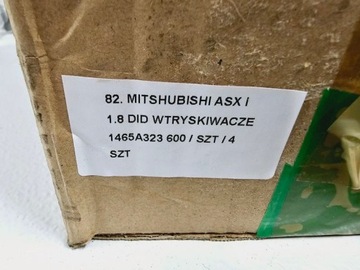 82. MITSHUBISHI ASX I
1.8 DID WTRYSKIWACZE
1465A323 600 / SZT / 4
SZT